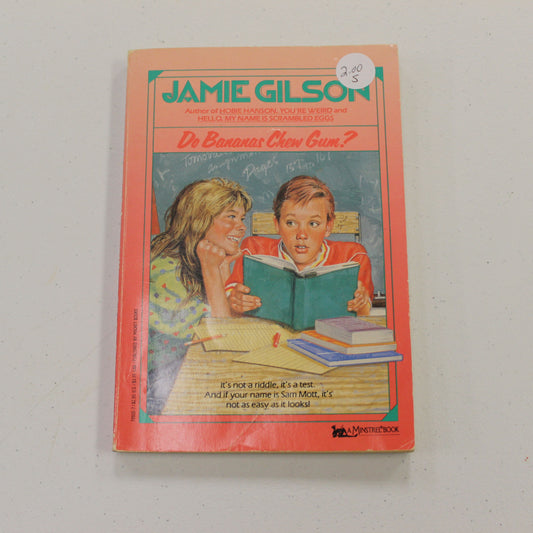 2.00
S
JAMIE GILSON
Author of HOBIE HANSON, YOU'RE WEIRD and
HELLO, MY NAME IS SCRAMBLED EGGS
Do Bananas Chew Gum?
Pages
It's not a riddle, it's a test.
And if your name is Sam Mott, it's
not as easy as it looks!
A MINSTREL BOOK